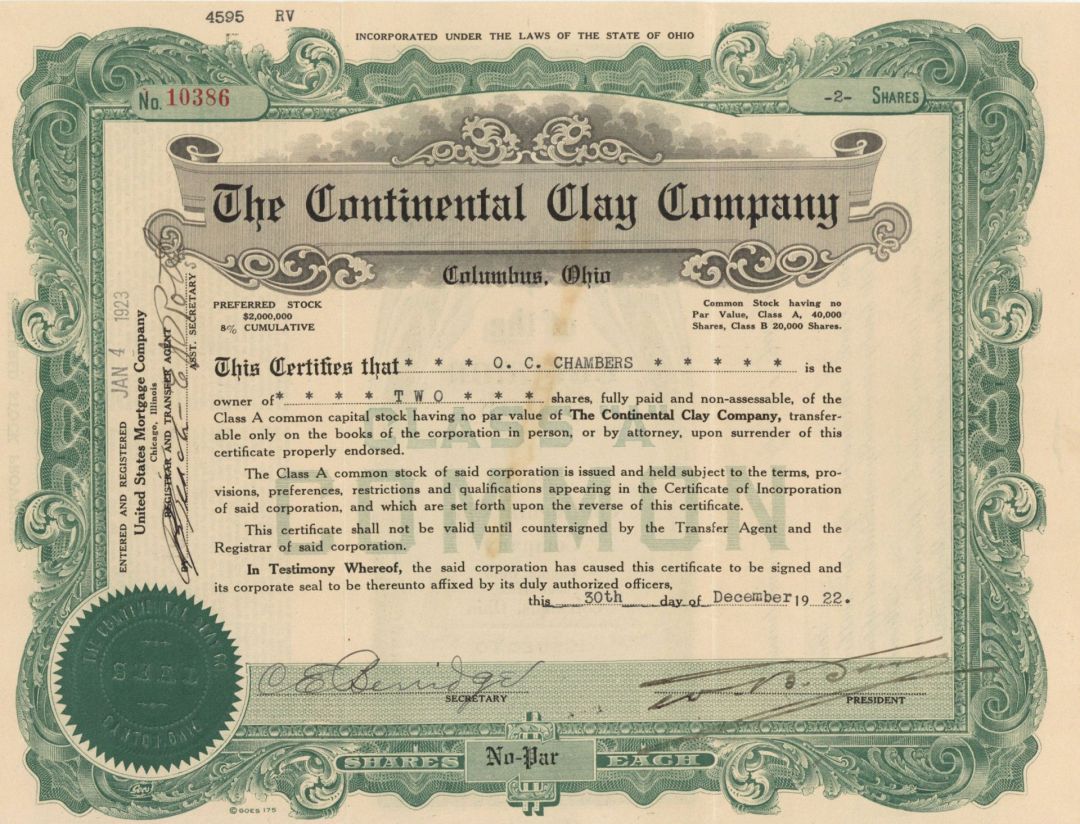 4595 RV
INCORPORATED UNDER THE LAWS OF THE STATE OF OHIO
No. 10386
-2- SHARES
The Continental Clay Company
Columbus, Ohio
PREFERRED STOCK
$2,000,000
8% CUMULATIVE
Common Stock having no
Par Value, Class A, 40,000
Shares, Class B 20,000 Shares.
This Certifies that * * * O. C. CHAMBERS * * * * * is the
owner of * * * * TWO * * * shares, fully paid and non-assessable, of the
Class A common capital stock having no par value of The Continental Clay Company, transfer-
able only on the books of the corporation in person, or by attorney, upon surrender of this
certificate properly endorsed.
The Class A common stock of said corporation is issued and held subject to the terms, pro-
visions, preferences, restrictions and qualifications appearing in the Certificate of Incorporation
of said corporation, and which are set forth upon the reverse of this certificate.
This certificate shall not be valid until countersigned by the Transfer Agent and the
Registrar of said corporation.
In Testimony Whereof, the said corporation has caused this certificate to be signed and
its corporate seal to be thereunto affixed by its duly authorized officers,
this 30th day of December 19 22.
CLASS A
COMMON
ENTERED AND REGISTERED JAN 4 1923
United States Mortgage Company
Chicago, Illinois
REGISTRAR AND TRANSFER AGENT
BY
ASST. SECRETARY
THE CONTINENTAL CLAY CO.
SEAL
CANTON, OHIO
C E Berridge
SECRETARY
W. B.
PRESIDENT
SHARES No-Par EACH
Goes
© GOES 175